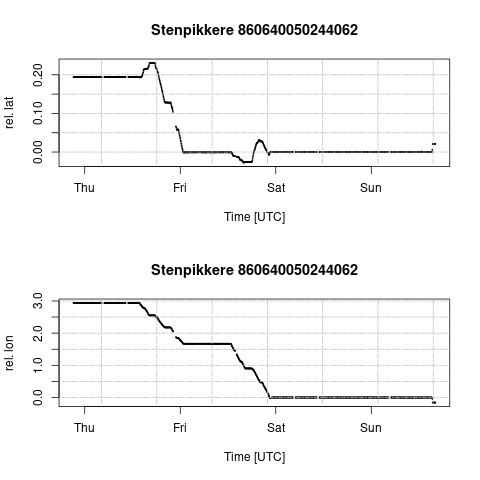 Stenpikkere 860640050244062
rel. lat
0.20
0.10
0.00
Thu Fri Sat Sun
Time [UTC]
Stenpikkere 860640050244062
rel. lon
3.0
2.0
1.0
0.0
Thu Fri Sat Sun
Time [UTC]